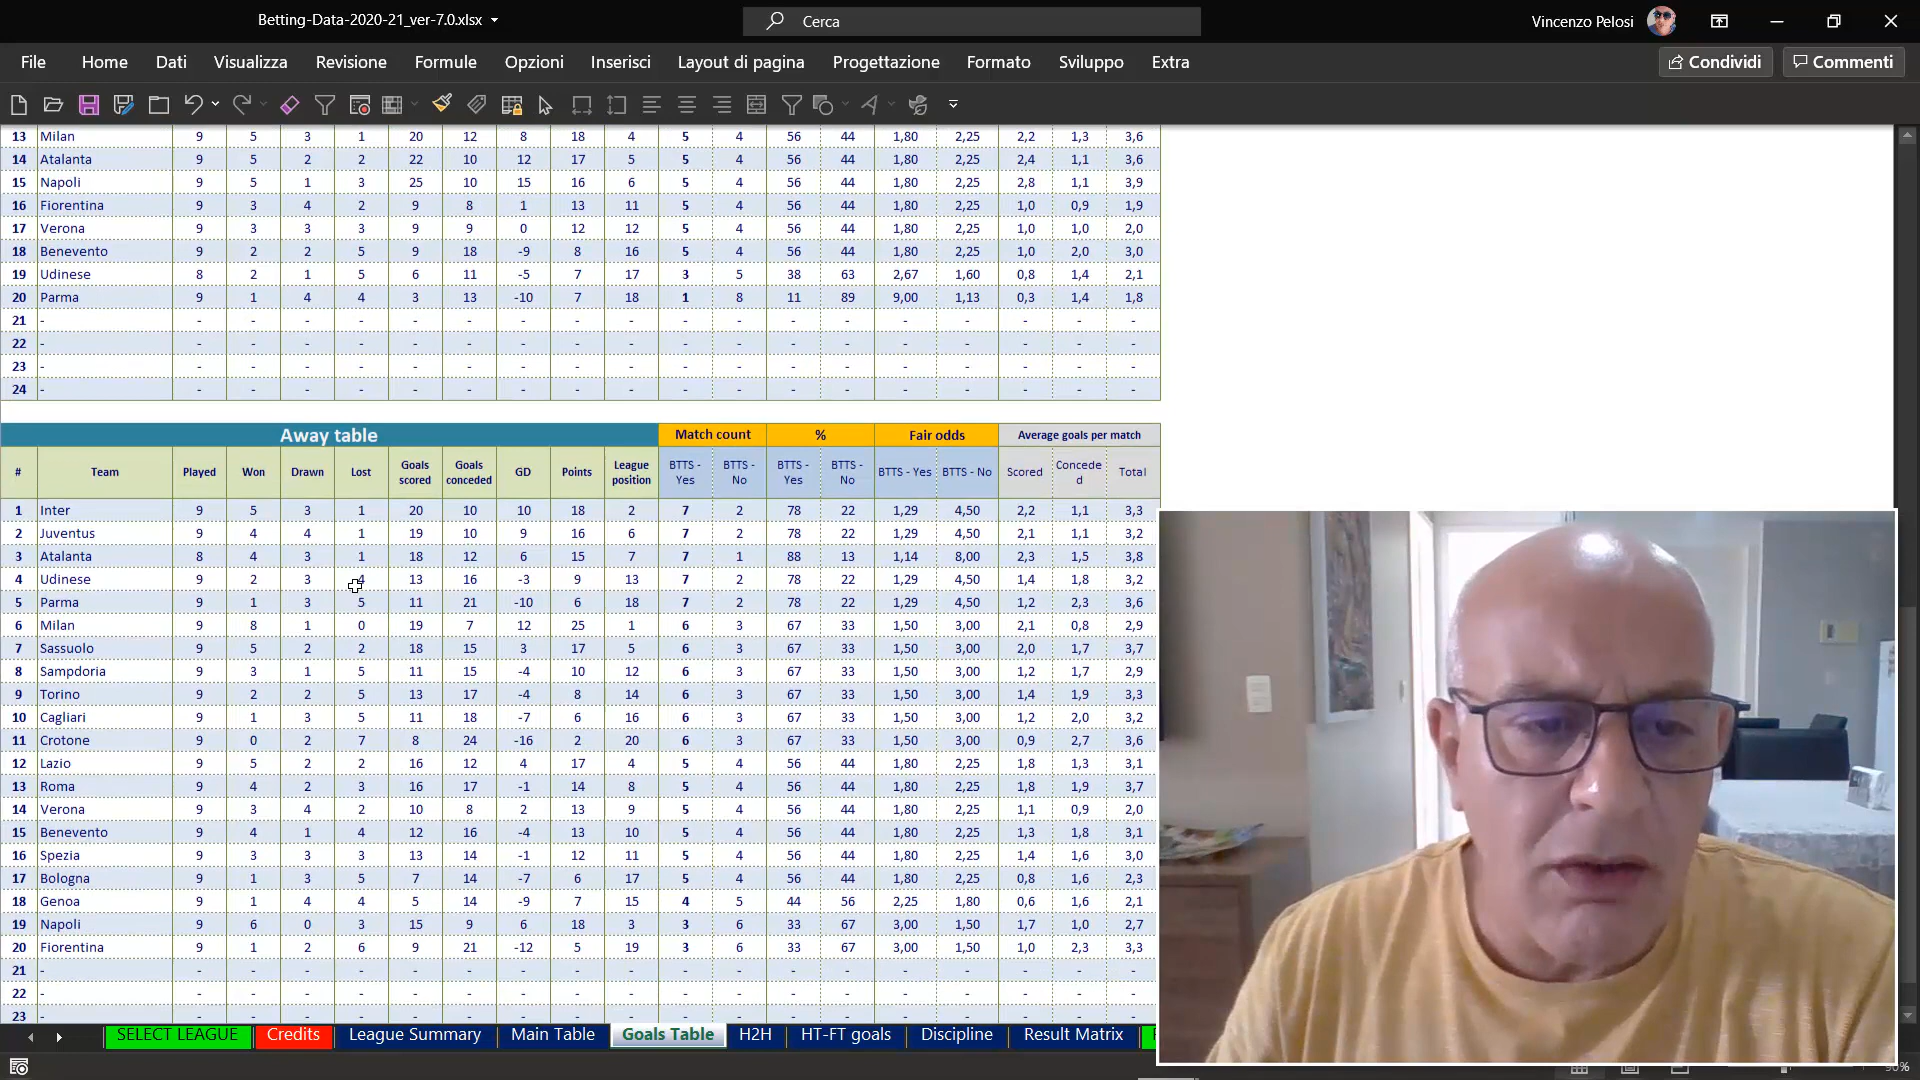 Betting-Data-2020-21_ver-7.0.xlsx
Cerca
Vincenzo Pelosi
File Home Dati Visualizza Revisione Formule Opzioni Inserisci Layout di pagina Progettazione Formato Sviluppo Extra Condividi Commenti
13 Milan 9 5 3 1 20 12 8 18 4 5 4 56 44 1,80 2,25 2,2 1,3 3,6
14 Atalanta 9 5 2 2 22 10 12 17 5 5 4 56 44 1,80 2,25 2,4 1,1 3,6
15 Napoli 9 5 1 3 25 10 15 16 6 5 4 56 44 1,80 2,25 2,8 1,1 3,9
16 Fiorentina 9 3 4 2 9 8 1 13 11 5 4 56 44 1,80 2,25 1,0 0,9 1,9
17 Verona 9 3 3 3 9 9 0 12 12 5 4 56 44 1,80 2,25 1,0 1,0 2,0
18 Benevento 9 2 2 5 9 18 -9 8 16 5 4 56 44 1,80 2,25 1,0 2,0 3,0
19 Udinese 8 2 1 5 6 11 -5 7 17 3 5 38 63 2,67 1,60 0,8 1,4 2,1
20 Parma 9 1 4 4 3 13 -10 7 18 1 8 11 89 9,00 1,13 0,3 1,4 1,8
21 - - - - - - - - - - - - - - - - - -
22 - - - - - - - - - - - - - - - - - -
23 - - - - - - - - - - - - - - - - - -
24 - - - - - - - - - - - - - - - - - -
Away table Match count % Fair odds Average goals per match
# Team Played Won Drawn Lost Goals scored Goals conceded GD Points League position BTTS - Yes BTTS - No BTTS - Yes BTTS - No BTTS - Yes BTTS - No Scored Conceded Total
1 Inter 9 5 3 1 20 10 10 18 2 7 2 78 22 1,29 4,50 2,2 1,1 3,3
2 Juventus 9 4 4 1 19 10 9 16 6 7 2 78 22 1,29 4,50 2,1 1,1 3,2
3 Atalanta 8 4 3 1 18 12 6 15 7 7 1 88 13 1,14 8,00 2,3 1,5 3,8
4 Udinese 9 2 3 4 13 16 -3 9 13 7 2 78 22 1,29 4,50 1,4 1,8 3,2
5 Parma 9 1 3 5 11 21 -10 6 18 7 2 78 22 1,29 4,50 1,2 2,3 3,6
6 Milan 9 8 1 0 19 7 12 25 1 6 3 67 33 1,50 3,00 2,1 0,8 2,9
7 Sassuolo 9 5 2 2 18 15 3 17 5 6 3 67 33 1,50 3,00 2,0 1,7 3,7
8 Sampdoria 9 3 1 5 11 15 -4 10 12 6 3 67 33 1,50 3,00 1,2 1,7 2,9
9 Torino 9 2 2 5 13 17 -4 8 14 6 3 67 33 1,50 3,00 1,4 1,9 3,3
10 Cagliari 9 1 3 5 11 18 -7 6 16 6 3 67 33 1,50 3,00 1,2 2,0 3,2
11 Crotone 9 0 2 7 8 24 -16 2 20 6 3 67 33 1,50 3,00 0,9 2,7 3,6
12 Lazio 9 5 2 2 16 12 4 17 4 5 4 56 44 1,80 2,25 1,8 1,3 3,1
13 Roma 9 4 2 3 16 17 -1 14 8 5 4 56 44 1,80 2,25 1,8 1,9 3,7
14 Verona 9 3 4 2 10 8 2 13 9 5 4 56 44 1,80 2,25 1,1 0,9 2,0
15 Benevento 9 4 1 4 12 16 -4 13 10 5 4 56 44 1,80 2,25 1,3 1,8 3,1
16 Spezia 9 3 3 3 13 14 -1 12 11 5 4 56 44 1,80 2,25 1,4 1,6 3,0
17 Bologna 9 1 3 5 7 14 -7 6 17 5 4 56 44 1,80 2,25 0,8 1,6 2,3
18 Genoa 9 1 4 4 5 14 -9 7 15 4 5 44 56 2,25 1,80 0,6 1,6 2,1
19 Napoli 9 6 0 3 15 9 6 18 3 3 6 33 67 3,00 1,50 1,7 1,0 2,7
20 Fiorentina 9 1 2 6 9 21 -12 5 19 3 6 33 67 3,00 1,50 1,0 2,3 3,3
21 - - - - - - - - - - - - - - - - - -
22 - - - - - - - - - - - - - - - - - -
23 - - - - - - - - - - - - - - - - - -
SELECT LEAGUE Credits League Summary Main Table Goals Table H2H HT-FT goals Discipline Result Matrix